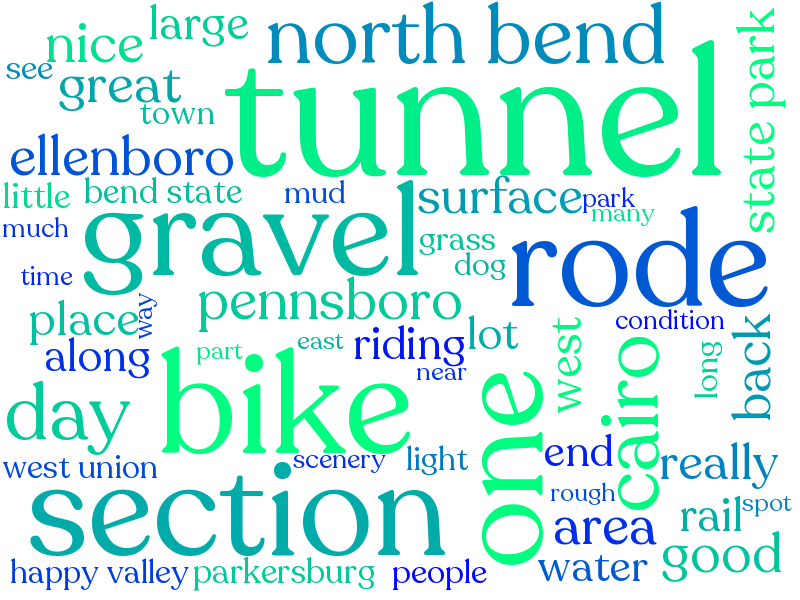 large
nice
north bend
see
great
tunnel
state park
town
ellenboro
little
bend state
mud
surface
park
many
much
gravel
grass
dog
rode
time
way
pennsboro
place
condition
along
part
east
riding
lot
west
long
back
near
day
bike
one
cairo
end
really
west union
scenery
light
rough
section
area
rail
spot
happy valley
parkersburg
people
water
good